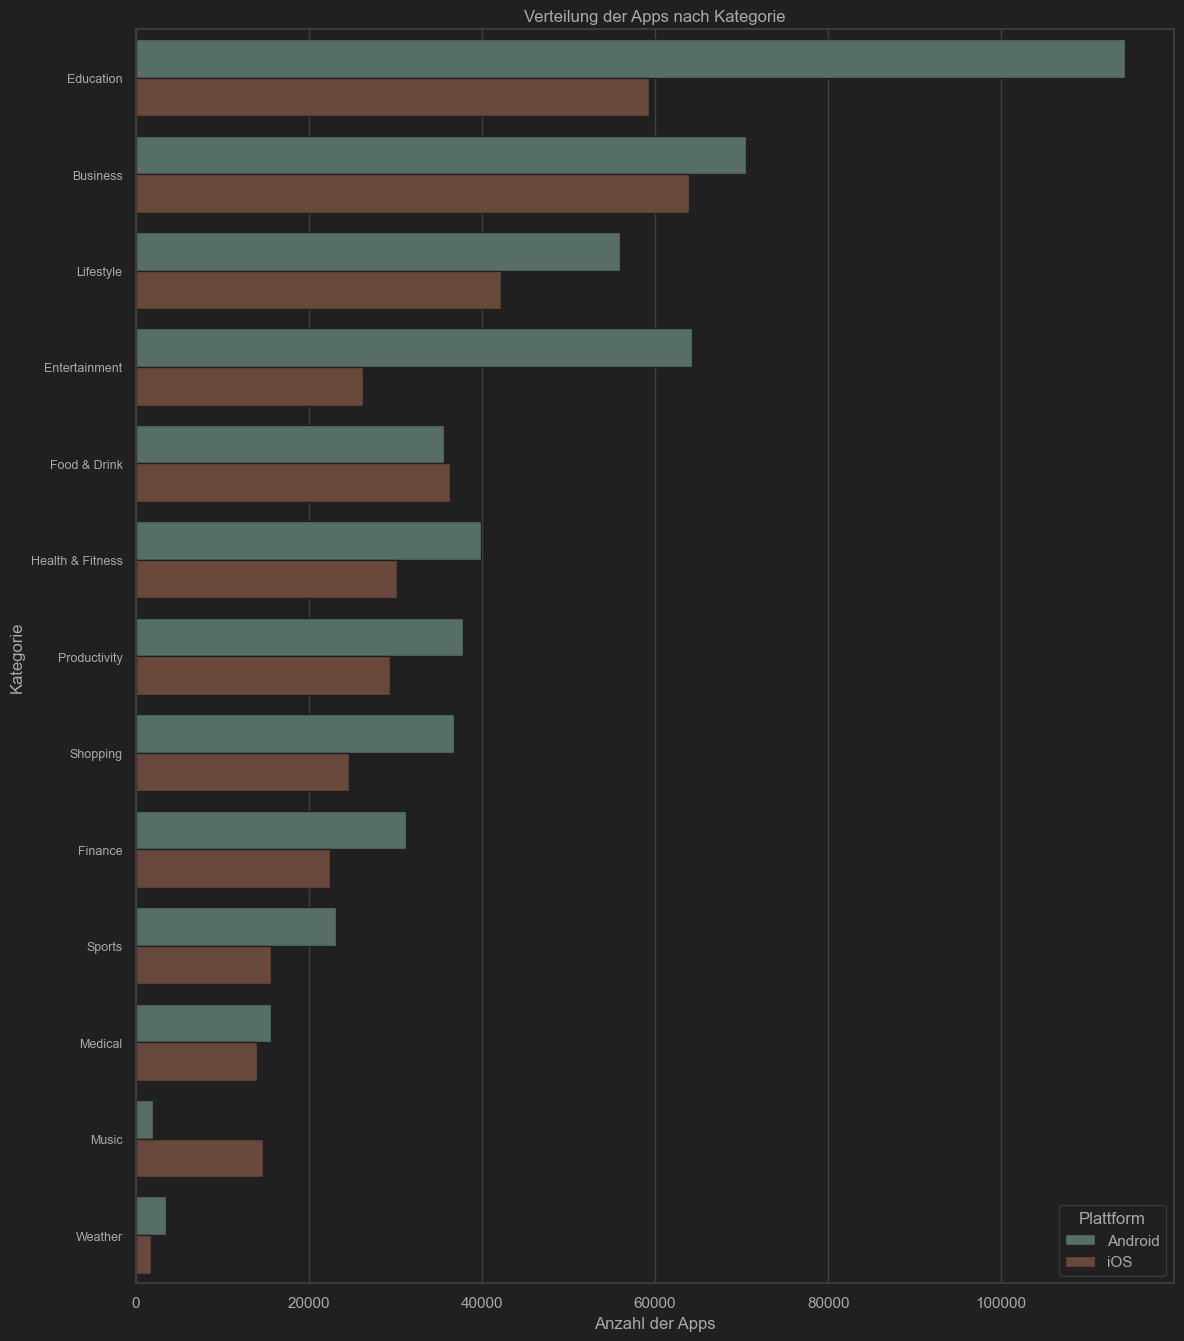 Verteilung der Apps nach Kategorie
Education
Business
Lifestyle
Entertainment
Food & Drink
Health & Fitness
Productivity
Shopping
Finance
Sports
Medical
Music
Weather
Kategorie
0 20000 40000 60000 80000 100000
Anzahl der Apps
Plattform
Android
iOS